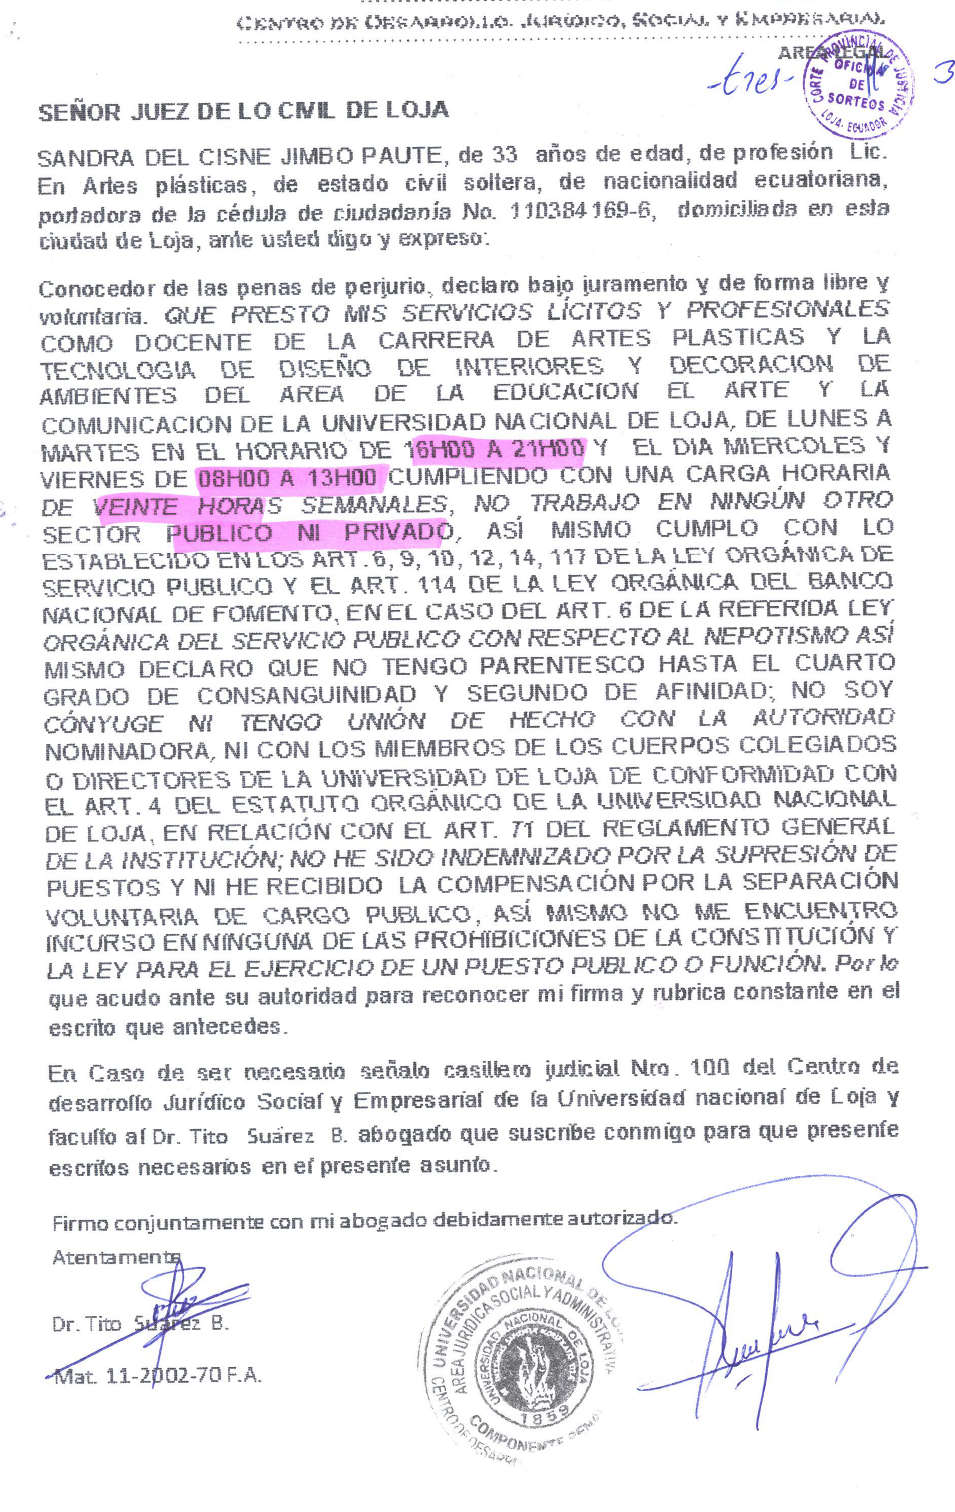 CENTRO DE DESARROLLO JURÍDICO, SOCIAL Y EMPRESARIAL
AREA LEGAL
-tres-
3
CORTE PROVINCIAL DE JUSTICIA
OFICINA
DE
SORTEOS
LOJA - ECUADOR
SEÑOR JUEZ DE LO CIVIL DE LOJA
SANDRA DEL CISNE JIMBO PAUTE, de 33 años de edad, de profesión Lic.
En Artes plásticas, de estado civil soltera, de nacionalidad ecuatoriana,
portadora de la cédula de ciudadanía No. 110384169-6, domiciliada en esta
ciudad de Loja, ante usted digo y expreso:
Conocedor de las penas de perjurio, declaro bajo juramento y de forma libre y
voluntaria. QUE PRESTO MIS SERVICIOS LÍCITOS Y PROFESIONALES
COMO DOCENTE DE LA CARRERA DE ARTES PLASTICAS Y LA
TECNOLOGIA DE DISEÑO DE INTERIORES Y DECORACION DE
AMBIENTES DEL AREA DE LA EDUCACION EL ARTE Y LA
COMUNICACION DE LA UNIVERSIDAD NACIONAL DE LOJA, DE LUNES A
MARTES EN EL HORARIO DE 16H00 A 21H00 Y EL DIA MIERCOLES Y
VIERNES DE 08H00 A 13H00 CUMPLIENDO CON UNA CARGA HORARIA
DE VEINTE HORAS SEMANALES, NO TRABAJO EN NINGÚN OTRO
SECTOR PUBLICO NI PRIVADO, ASÍ MISMO CUMPLO CON LO
ESTABLECIDO EN LOS ART. 6, 9, 10, 12, 14, 117 DE LA LEY ORGÁNICA DE
SERVICIO PUBLICO Y EL ART. 114 DE LA LEY ORGÁNICA DEL BANCO
NACIONAL DE FOMENTO, EN EL CASO DEL ART. 6 DE LA REFERIDA LEY
ORGÁNICA DEL SERVICIO PUBLICO CON RESPECTO AL NEPOTISMO ASÍ
MISMO DECLARO QUE NO TENGO PARENTESCO HASTA EL CUARTO
GRADO DE CONSANGUINIDAD Y SEGUNDO DE AFINIDAD; NO SOY
CÓNYUGE NI TENGO UNIÓN DE HECHO CON LA AUTORIDAD
NOMINADORA, NI CON LOS MIEMBROS DE LOS CUERPOS COLEGIADOS
O DIRECTORES DE LA UNIVERSIDAD DE LOJA DE CONFORMIDAD CON
EL ART. 4 DEL ESTATUTO ORGÁNICO DE LA UNIVERSIDAD NACIONAL
DE LOJA, EN RELACIÓN CON EL ART. 71 DEL REGLAMENTO GENERAL
DE LA INSTITUCIÓN; NO HE SIDO INDEMNIZADO POR LA SUPRESIÓN DE
PUESTOS Y NI HE RECIBIDO LA COMPENSACIÓN POR LA SEPARACIÓN
VOLUNTARIA DE CARGO PUBLICO, ASÍ MISMO NO ME ENCUENTRO
INCURSO EN NINGUNA DE LAS PROHIBICIONES DE LA CONSTITUCIÓN Y
LA LEY PARA EL EJERCICIO DE UN PUESTO PUBLICO O FUNCIÓN. Por lo
que acudo ante su autoridad para reconocer mi firma y rubrica constante en el
escrito que antecedes.
En Caso de ser necesario señalo casillero judicial Nro. 100 del Centro de
desarrollo Jurídico Social y Empresarial de la Universidad nacional de Loja y
faculto al Dr. Tito Suárez B. abogado que suscribe conmigo para que presente
escritos necesarios en el presente asunto.
Firmo conjuntamente con mi abogado debidamente autorizado.
Atentamente
Dr. Tito Suárez B.
Mat. 11-2002-70 F.A.
UNIVERSIDAD NACIONAL DE
AREA JURIDICA SOCIAL Y ADMINISTRATIVA
UNIVERSIDAD NACIONAL DE LOJA
1859
COMPONENTE
CENTRO DE